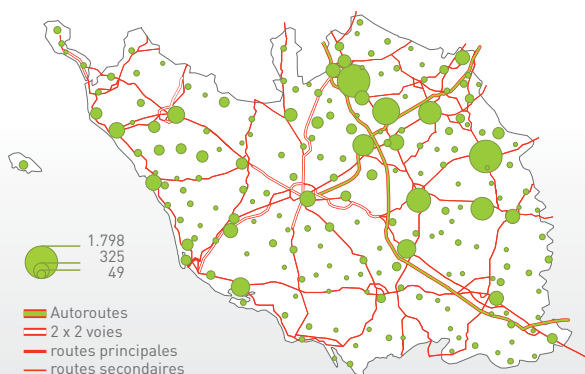 1.798
325
49
Autoroutes
2 x 2 voies
routes principales
routes secondaires